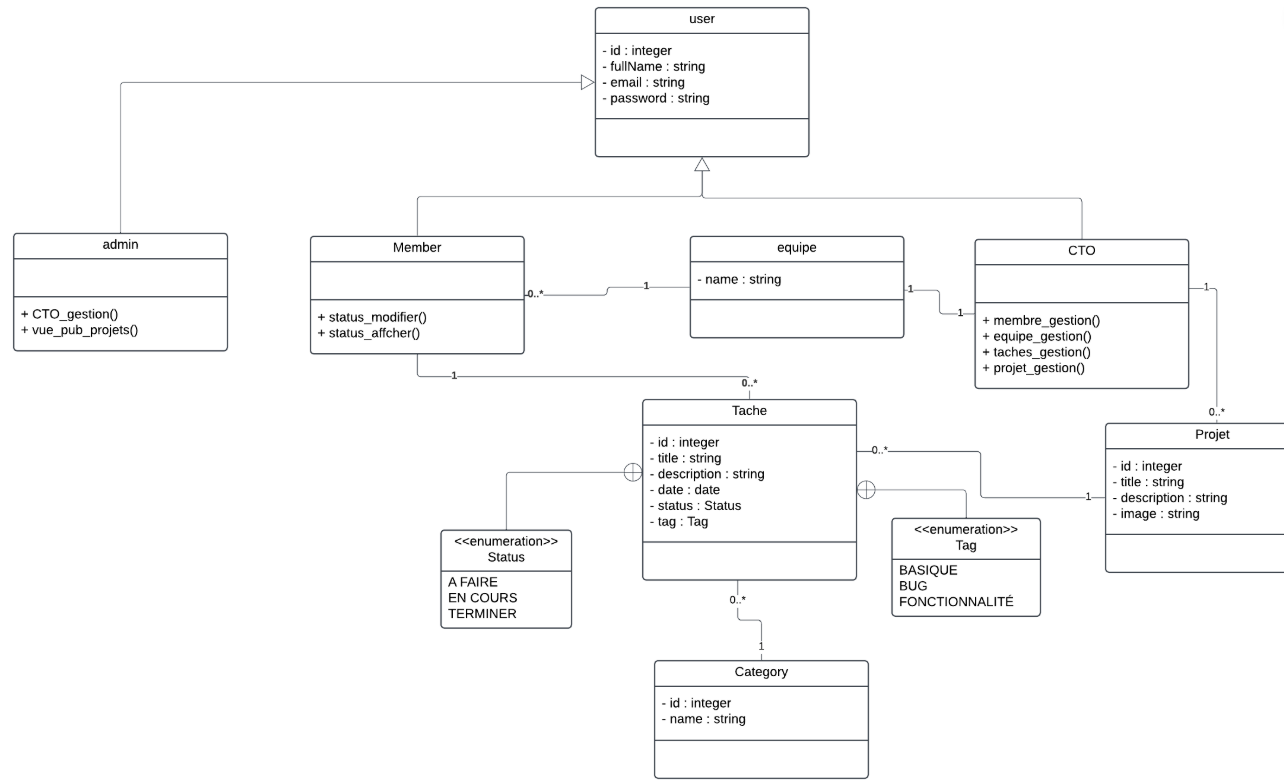 user
- id : integer
- fullName : string
- email : string
- password : string
admin
+ CTO_gestion()
+ vue_pub_projets()
Member
+ status_modifier()
+ status_affcher()
0..*
1
equipe
- name : string
1
1
CTO
+ membre_gestion()
+ equipe_gestion()
+ taches_gestion()
+ projet_gestion()
1
0..*
1
0..*
Tache
- id : integer
- title : string
- description : string
- date : date
- status : Status
- tag : Tag
0..*
1
Projet
- id : integer
- title : string
- description : string
- image : string
<<enumeration>>
Status
A FAIRE
EN COURS
TERMINER
<<enumeration>>
Tag
BASIQUE
BUG
FONCTIONNALITÉ
0..*
1
Category
- id : integer
- name : string